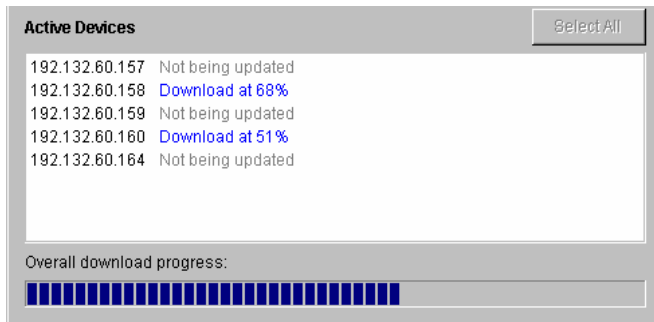 Active Devices
Select All
192.132.60.157 Not being updated
192.132.60.158 Download at 68%
192.132.60.159 Not being updated
192.132.60.160 Download at 51%
192.132.60.164 Not being updated
Overall download progress: